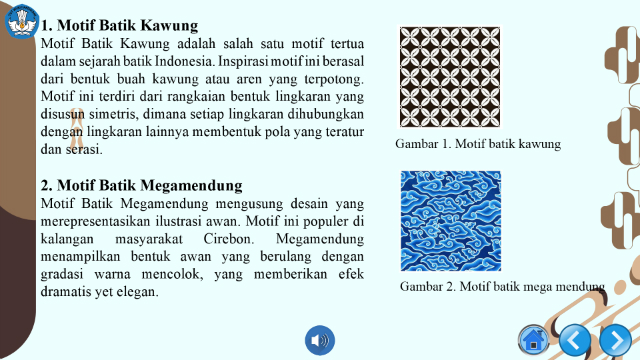 1. Motif Batik Kawung
Motif Batik Kawung adalah salah satu motif tertua
dalam sejarah batik Indonesia. Inspirasi motif ini berasal
dari bentuk buah kawung atau aren yang terpotong.
Motif ini terdiri dari rangkaian bentuk lingkaran yang
disusun simetris, dimana setiap lingkaran dihubungkan
dengan lingkaran lainnya membentuk pola yang teratur
dan serasi.
Gambar 1. Motif batik kawung
2. Motif Batik Megamendung
Motif Batik Megamendung mengusung desain yang
merepresentasikan ilustrasi awan. Motif ini populer di
kalangan masyarakat Cirebon. Megamendung
menampilkan bentuk awan yang berulang dengan
gradasi warna mencolok, yang memberikan efek
dramatis yet elegan.
Gambar 2. Motif batik mega mendung